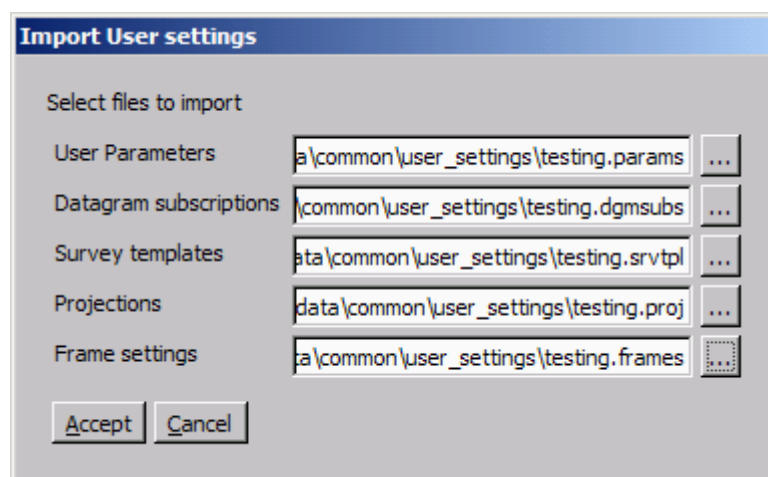 Import User settings
Select files to import
User Parameters a\common\user_settings\testing.params ...
Datagram subscriptions \common\user_settings\testing.dgmsubs ...
Survey templates ata\common\user_settings\testing.srvtpl ...
Projections data\common\user_settings\testing.proj ...
Frame settings ta\common\user_settings\testing.frames ...
Accept Cancel